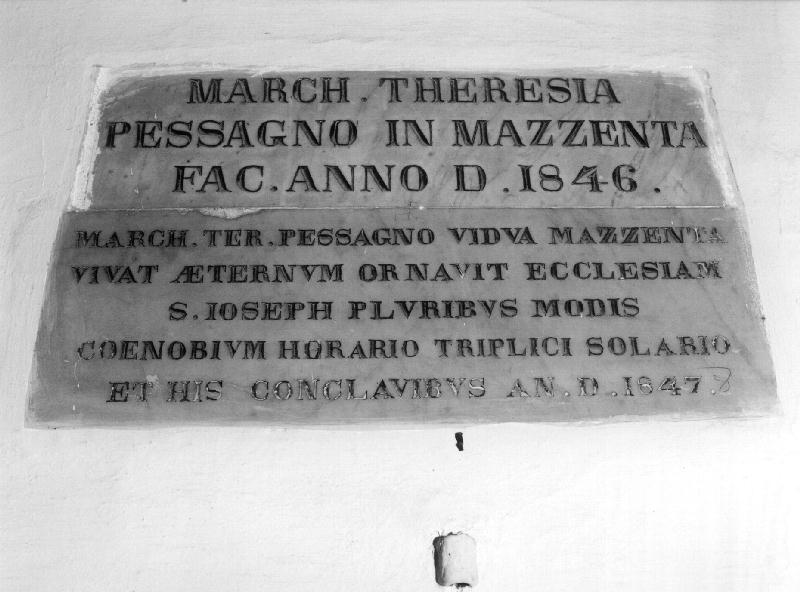 MARCH. THERESIA
PESSAGNO IN MAZZENTA
FAC. ANNO D. 1846.
MARCH. TER. PESSAGNO VIDVA MAZZENTA
VIVAT ÆTERNVM ORNAVIT ECCLESIAM
S. IOSEPH PLVRIBVS MODIS
COENOBIVM HORARIO TRIPLICI SOLARIO
ET HIS CONCLAVIBVS AN. D. 1847.8